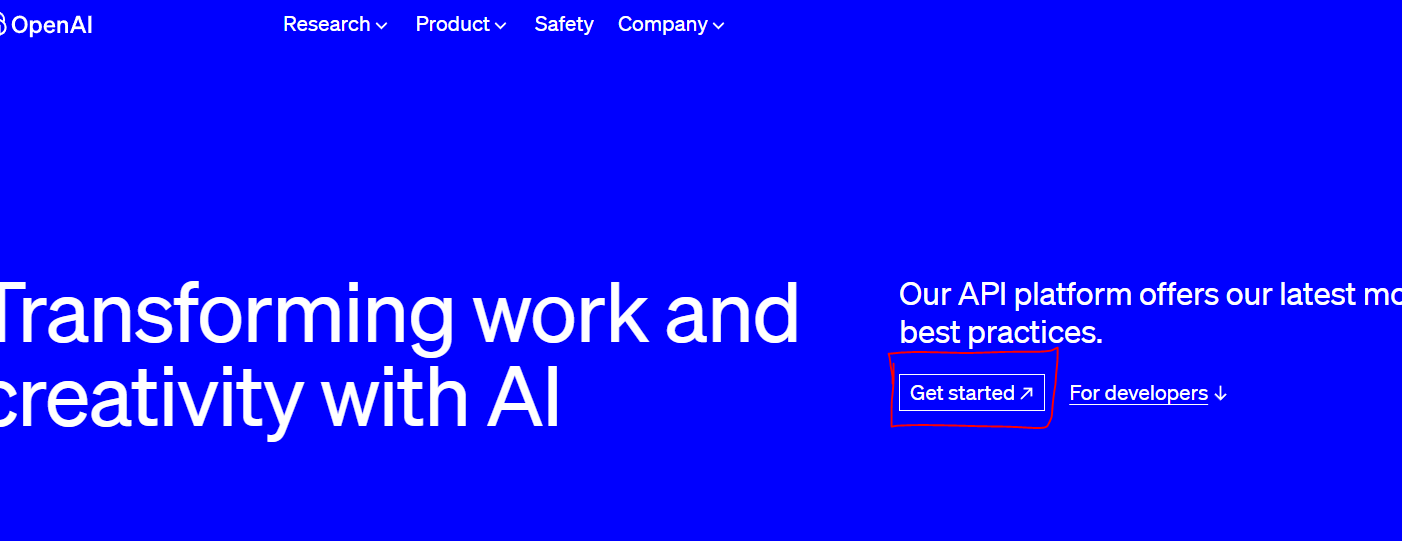 OpenAI
Research
Product
Safety
Company
Transforming work and
creativity with AI
Our API platform offers our latest
best practices.
Get started ↗
For developers ↓